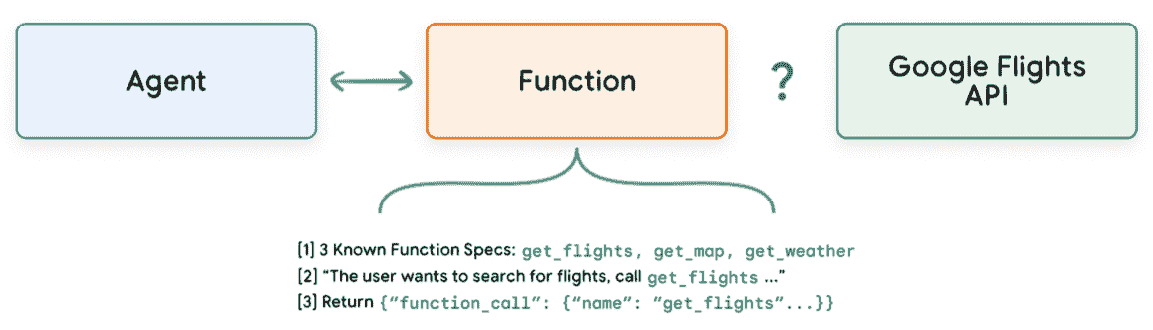 Agent
Function
?
Google Flights
API
[1] 3 Known Function Specs: get_flights, get_map, get_weather
[2] “The user wants to search for flights, call get_flights ...”
[3] Return {“function_call”: {“name”: ”get_flights”...}}